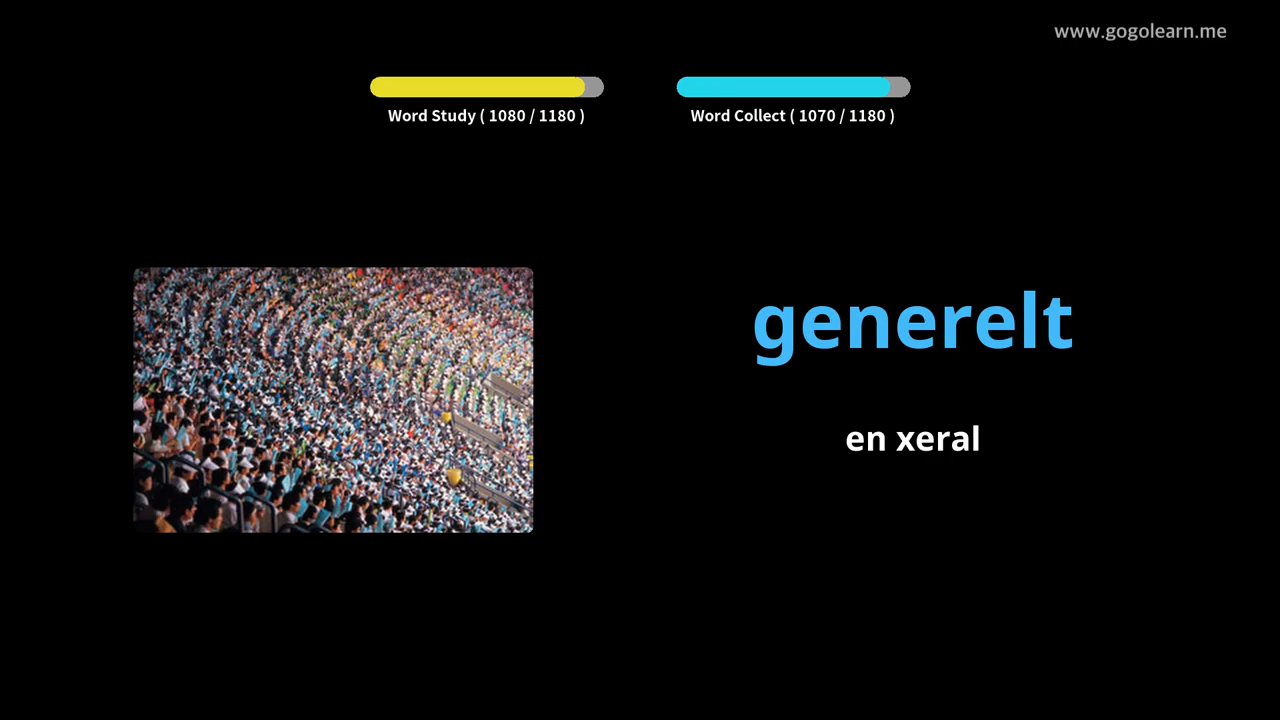 www.gogolearn.me
Word Study ( 1080 / 1180 )
Word Collect ( 1070 / 1180 )
generelt
en xeral